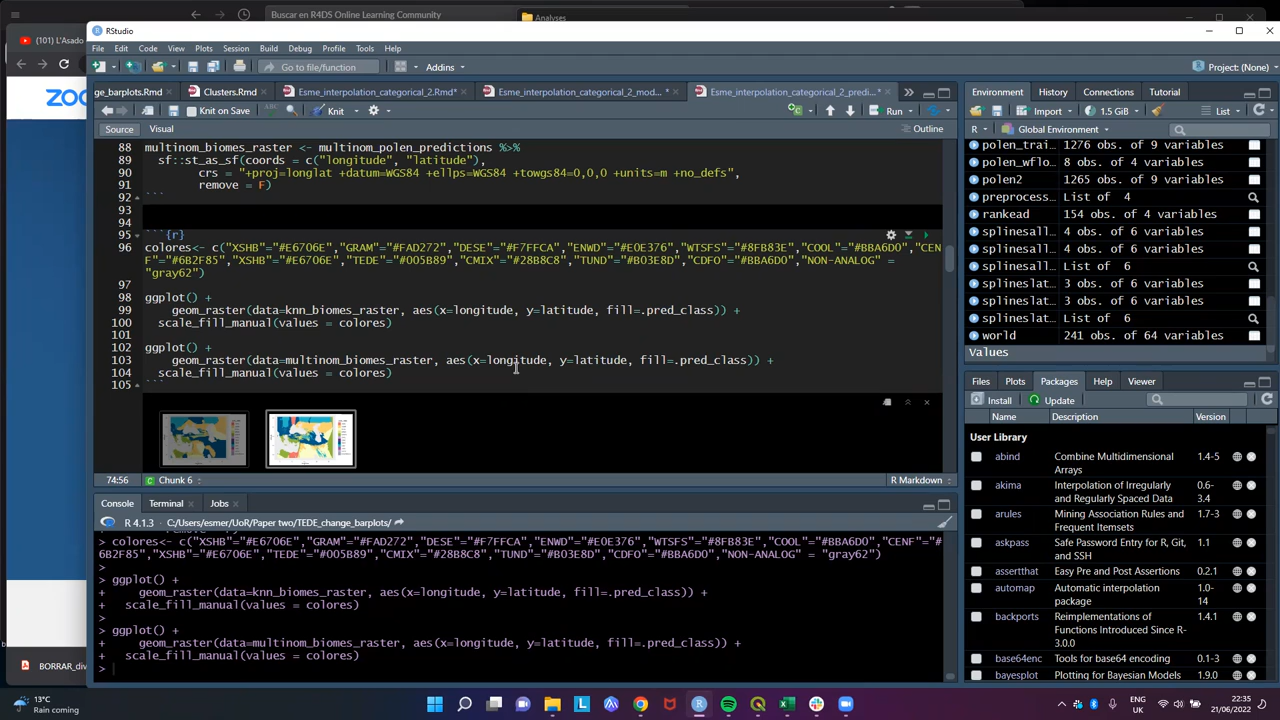 Buscar en R4DS Online Learning Community
Analyses
(101) L'Asado
RStudio
File Edit Code View Plots Session Build Debug Profile Tools Help
Go to file/function
Addins
Project: (None)
ge_barplots.Rmd
Clusters.Rmd
Esme_interpolation_categorical_2.Rmd*
Esme_interpolation_categorical_2_mod... *
Esme_interpolation_categorical_2_predi... *
Knit on Save
Knit
Run
Source Visual
Outline
88 multinom_biomes_raster <- multinom_polen_predictions %>%
89 sf::st_as_sf(coords = c("longitude", "latitude"),
90 crs = "+proj=longlat +datum=WGS84 +ellps=WGS84 +towgs84=0,0,0 +units=m +no_defs",
91 remove = F)
92 ```
93
94
95 ```{r}
96 colores<- c("XSHB"="#E6706E","GRAM"="#FAD272","DESE"="#F7FFCA","ENWD"="#E0E376","WTSFS"="#8FB83E","COOL"="#BBA6D0","CEN
F"="#6B2F85","XSHB"="#E6706E","TEDE"="#005B89","CMIX"="#28B8C8","TUND"="#B03E8D","CDFO"="#BBA6D0","NON-ANALOG" =
"gray62")
97
98 ggplot() +
99 geom_raster(data=knn_biomes_raster, aes(x=longitude, y=latitude, fill=.pred_class)) +
100 scale_fill_manual(values = colores)
101
102 ggplot() +
103 geom_raster(data=multinom_biomes_raster, aes(x=longitude, y=latitude, fill=.pred_class)) +
104 scale_fill_manual(values = colores)
105 ```
74:56
Chunk 6
R Markdown
Console Terminal Jobs
R 4.1.3 . C:/Users/esmer/UoR/Paper two/TEDE_change_barplots/
> colores<- c("XSHB"="#E6706E","GRAM"="#FAD272","DESE"="#F7FFCA","ENWD"="#E0E376","WTSFS"="#8FB83E","COOL"="#BBA6D0","CENF"="#
6B2F85","XSHB"="#E6706E","TEDE"="#005B89","CMIX"="#28B8C8","TUND"="#B03E8D","CDFO"="#BBA6D0","NON-ANALOG" = "gray62")
>
> ggplot() +
+ geom_raster(data=knn_biomes_raster, aes(x=longitude, y=latitude, fill=.pred_class)) +
+ scale_fill_manual(values = colores)
>
> ggplot() +
+ geom_raster(data=multinom_biomes_raster, aes(x=longitude, y=latitude, fill=.pred_class)) +
+ scale_fill_manual(values = colores)
>
Environment History Connections Tutorial
Import
1.5 GiB
List
R
Global Environment
polen_trai... 1276 obs. of 9 variables
polen_wflo... 8 obs. of 4 variables
polen2 1265 obs. of 9 variables
preprocess... List of 4
rankead 154 obs. of 4 variables
splinesall... 4 obs. of 6 variables
splinesall... 4 obs. of 6 variables
splinesall... List of 6
splineslat... 3 obs. of 6 variables
splineslat... 3 obs. of 6 variables
splineslat... List of 6
world 241 obs. of 64 variables
Values
Files Plots Packages Help Viewer
Install
Update
Name Description Version
User Library
abind Combine Multidimensional Arrays 1.4-5
akima Interpolation of Irregularly and Regularly Spaced Data 0.6-3.4
arules Mining Association Rules and Frequent Itemsets 1.7-3
askpass Safe Password Entry for R, Git, and SSH 1.1
assertthat Easy Pre and Post Assertions 0.2.1
automap Automatic interpolation package 1.0-14
backports Reimplementations of Functions Introduced Since R-3.0.0 1.4.1
base64enc Tools for base64 encoding 0.1-3
bayesplot Plotting for Bayesian Models 1.9.0
BORRAR_orde
13°C
Rain coming
ENG
UK
22:35
21/06/2022